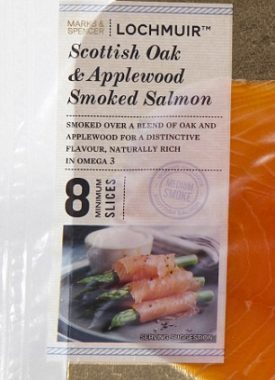 MARKS &
SPENCER
LOCHMUIR™
Scottish Oak
& Applewood
Smoked Salmon
SMOKED OVER A BLEND OF OAK AND
APPLEWOOD FOR A DISTINCTIVE
FLAVOUR, NATURALLY RICH
IN OMEGA 3
8
MINIMUM
SLICES
MEDIUM
SMOKE
SERVING SUGGESTION